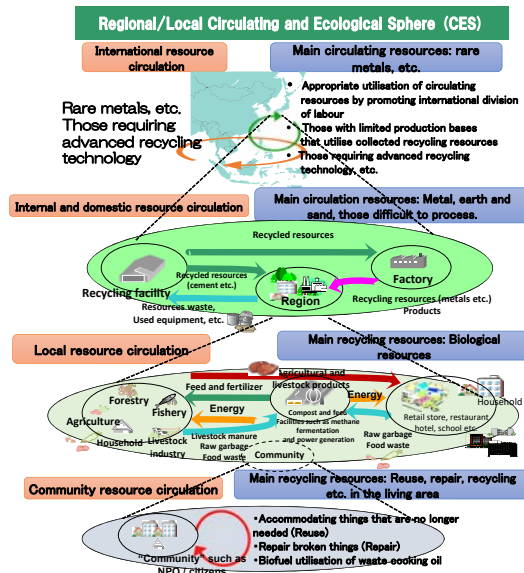 Regional/Local Circulating and Ecological Sphere (CES)
International resource
circulation
Main circulating resources: rare
metals, etc.
Rare metals, etc.
Those requiring
advanced recycling
technology
• Appropriate utilisation of circulating
resources by promoting international division
of labour
• Those with limited production bases
that utilise collected recycling resources
• Those requiring advanced recycling
technology, etc.
Internal and domestic resource circulation
Main circulation resources: Metal, earth and
sand, those difficult to process.
Recycled resources
Recycled resources
(cement etc.)
Recycling facility
Region
Factory
Resources waste,
Used equipment, etc.
Recycling resources (metals etc.)
Products
Local resource circulation
Main recycling resources: Biological
resources
Agricultural and
livestock products
Feed and fertilizer
Forestry
Fishery
Agriculture
Household
Livestock
industry
Energy
Livestock manure
Raw garbage
Food waste
Compost and feed
Facilities such as methane
fermentation
and power generation
Energy
Raw garbage
Food waste
Retail store, restaurant,
hotel, school etc.
Household
Community
Community resource circulation
Main recycling resources: Reuse, repair, recycling
etc. in the living area
•Accommodating things that are no longer
needed (Reuse)
•Repair broken things (Repair)
•Biofuel utilisation of waste cooking oil
"Community" such as
NPO / citizens